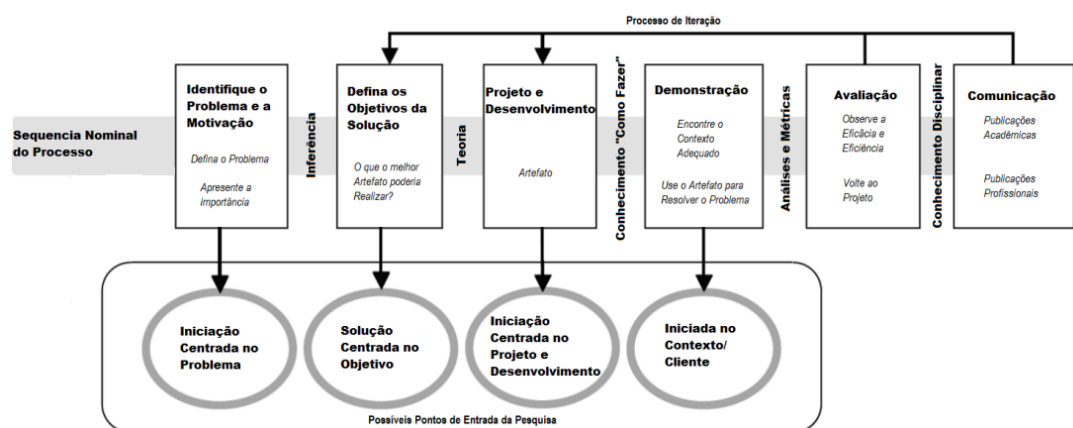 Processo de Iteração
Sequencia Nominal
do Processo
Identifique o
Problema e a
Motivação
Defina o Problema
Apresente a
Importância
Inferência
Defina os
Objetivos da
Solução
O que o melhor
Artefato poderia
Realizar?
Teoria
Projeto e
Desenvolvimento
Artefato
Conhecimento "Como Fazer"
Demonstração
Encontre o
Contexto
Adequado
Use o Artefato para
Resolver o Problema
Análises e Métricas
Avaliação
Observe a
Eficácia e
Eficiência
Volte ao
Projeto
Conhecimento Disciplinar
Comunicação
Publicações
Acadêmicas
Publicações
Profissionais
Iniciação
Centrada no
Problema
Solução
Centrada no
Objetivo
Iniciação
Centrada no
Projeto e
Desenvolvimento
Iniciada no
Contexto/
Cliente
Possíveis Pontos de Entrada da Pesquisa